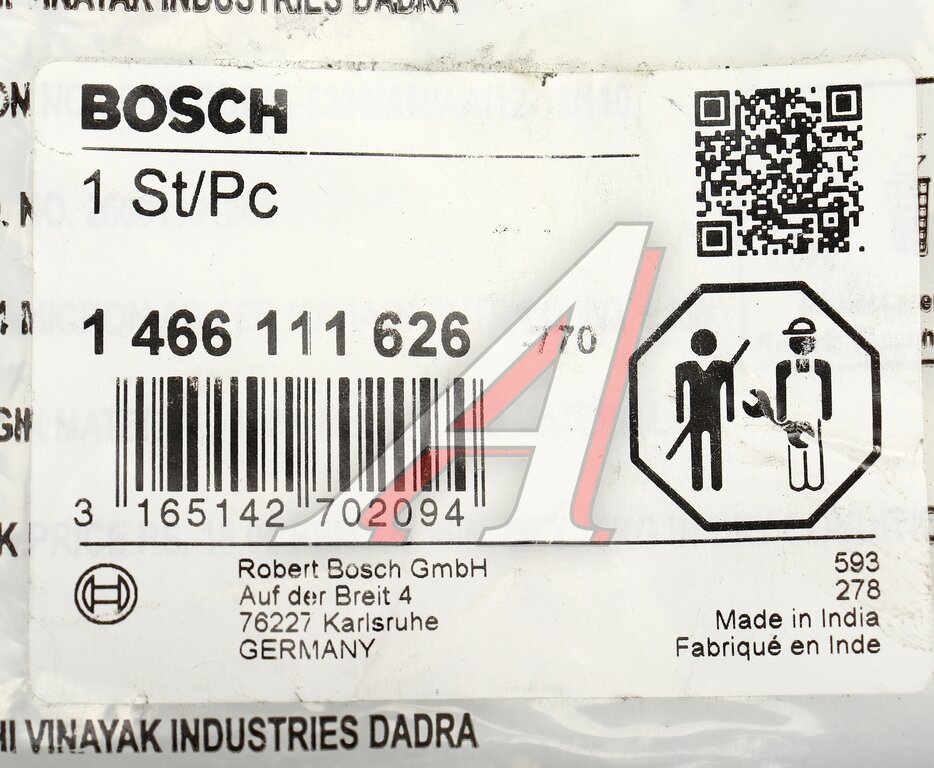 VINAYAK INDUSTRIES DADRA
BOSCH
1 St/Pc
1 466 111 626
3 165142 702094
Robert Bosch GmbH
Auf der Breit 4
76227 Karlsruhe
GERMANY
593
278
Made in India
Fabriqué en Inde
HI VINAYAK INDUSTRIES DADRA